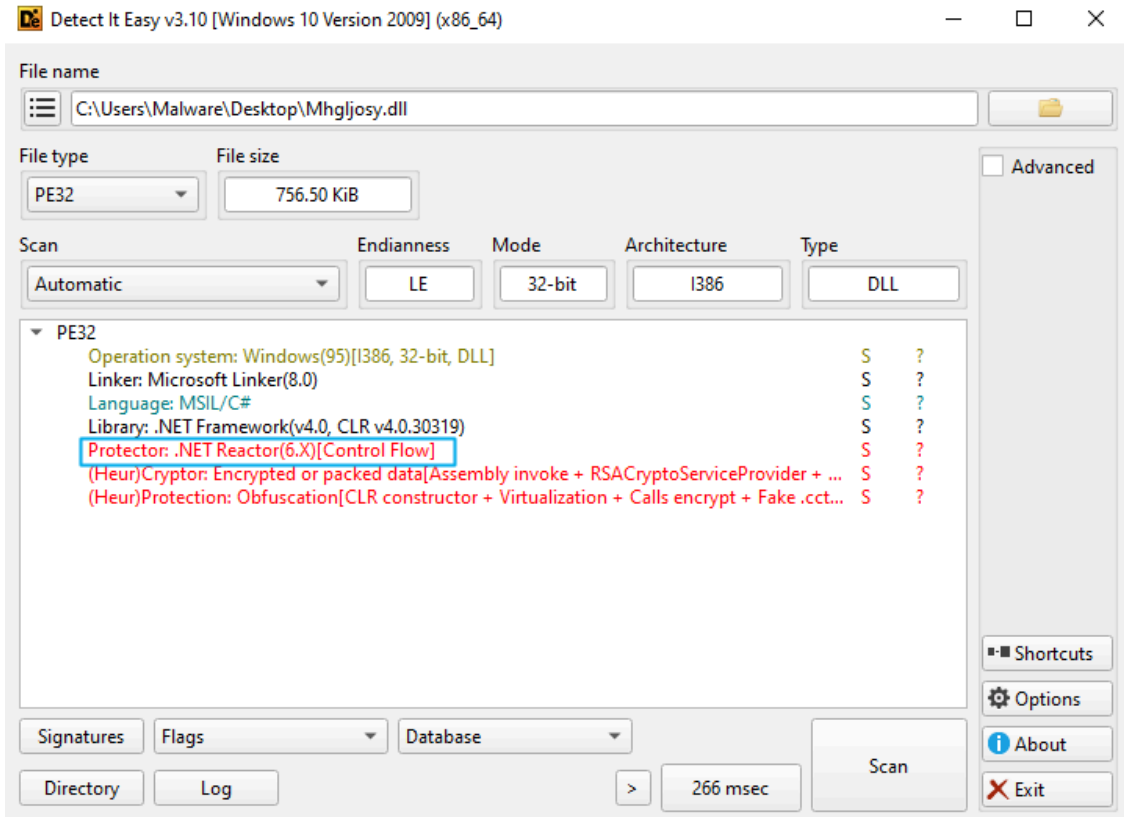 Detect It Easy v3.10 [Windows 10 Version 2009] (x86_64)
File name
C:\Users\Malware\Desktop\Mhgljosy.dll
File type File size
Advanced
PE32 756.50 KiB
Scan Endianness Mode Architecture Type
Automatic LE 32-bit I386 DLL
PE32
Operation system: Windows(95)[I386, 32-bit, DLL] S ?
Linker: Microsoft Linker(8.0) S ?
Language: MSIL/C# S ?
Library: .NET Framework(v4.0, CLR v4.0.30319) S ?
Protector: .NET Reactor(6.X)[Control Flow] S ?
(Heur)Cryptor: Encrypted or packed data[Assembly invoke + RSACryptoServiceProvider + ... S ?
(Heur)Protection: Obfuscation[CLR constructor + Virtualization + Calls encrypt + Fake .cct... S ?
Shortcuts
Options
Signatures Flags Database
Scan
About
Directory Log > 266 msec
Exit